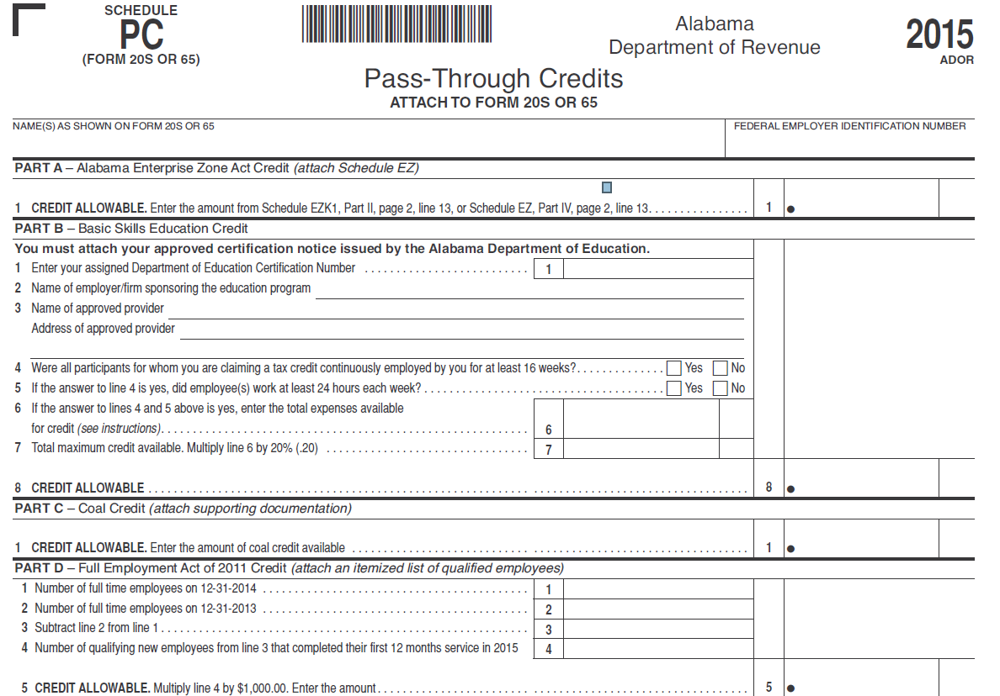 SCHEDULE
PC
(FORM 20S OR 65)
Alabama
Department of Revenue
2015
ADOR
Pass-Through Credits
ATTACH TO FORM 20S OR 65
NAME(S) AS SHOWN ON FORM 20S OR 65
FEDERAL EMPLOYER IDENTIFICATION NUMBER
PART A – Alabama Enterprise Zone Act Credit (attach Schedule EZ)
1 CREDIT ALLOWABLE. Enter the amount from Schedule EZK1, Part II, page 2, line 13, or Schedule EZ, Part IV, page 2, line 13. . . . . . . . . . . . . . . . 1 ●
PART B – Basic Skills Education Credit
You must attach your approved certification notice issued by the Alabama Department of Education.
1 Enter your assigned Department of Education Certification Number . . . . . . . . . . . . . . . . . . . . . . . . . . 1
2 Name of employer/firm sponsoring the education program
3 Name of approved provider
Address of approved provider
4 Were all participants for whom you are claiming a tax credit continuously employed by you for at least 16 weeks?. . . . . . . . . . . . . . Yes No
5 If the answer to line 4 is yes, did employee(s) work at least 24 hours each week? . . . . . . . . . . . . . . . . . . . . . . . . . . . . . . . . . . . . . . Yes No
6 If the answer to lines 4 and 5 above is yes, enter the total expenses available
for credit (see instructions). . . . . . . . . . . . . . . . . . . . . . . . . . . . . . . . . . . . . . . . . . . . . . . . . . . . . . . . . . 6
7 Total maximum credit available. Multiply line 6 by 20% (.20) . . . . . . . . . . . . . . . . . . . . . . . . . . . . . . . . 7
8 CREDIT ALLOWABLE . . . . . . . . . . . . . . . . . . . . . . . . . . . . . . . . . . . . . . . . . . . . . . . . . . . . . . . . . . . . . . . . . . . . . . . . . . . . . . . . . . . . . . . . . . . . . . 8 ●
PART C – Coal Credit (attach supporting documentation)
1 CREDIT ALLOWABLE. Enter the amount of coal credit available . . . . . . . . . . . . . . . . . . . . . . . . . . . . . . . . . . . . . . . . . . . . . . . . . . . . . . . . . . . . . . 1 ●
PART D – Full Employment Act of 2011 Credit (attach an itemized list of qualified employees)
1 Number of full time employees on 12-31-2014 . . . . . . . . . . . . . . . . . . . . . . . . . . . . . . . . . . . . . . . . . . 1
2 Number of full time employees on 12-31-2013 . . . . . . . . . . . . . . . . . . . . . . . . . . . . . . . . . . . . . . . . . . 2
3 Subtract line 2 from line 1 . . . . . . . . . . . . . . . . . . . . . . . . . . . . . . . . . . . . . . . . . . . . . . . . . . . . . . . . . . 3
4 Number of qualifying new employees from line 3 that completed their first 12 months service in 2015 4
5 CREDIT ALLOWABLE. Multiply line 4 by $1,000.00. Enter the amount . . . . . . . . . . . . . . . . . . . . . . . . . . . . . . . . . . . . . . . . . . . . . . . . . . . . . . . . . . 5 ●